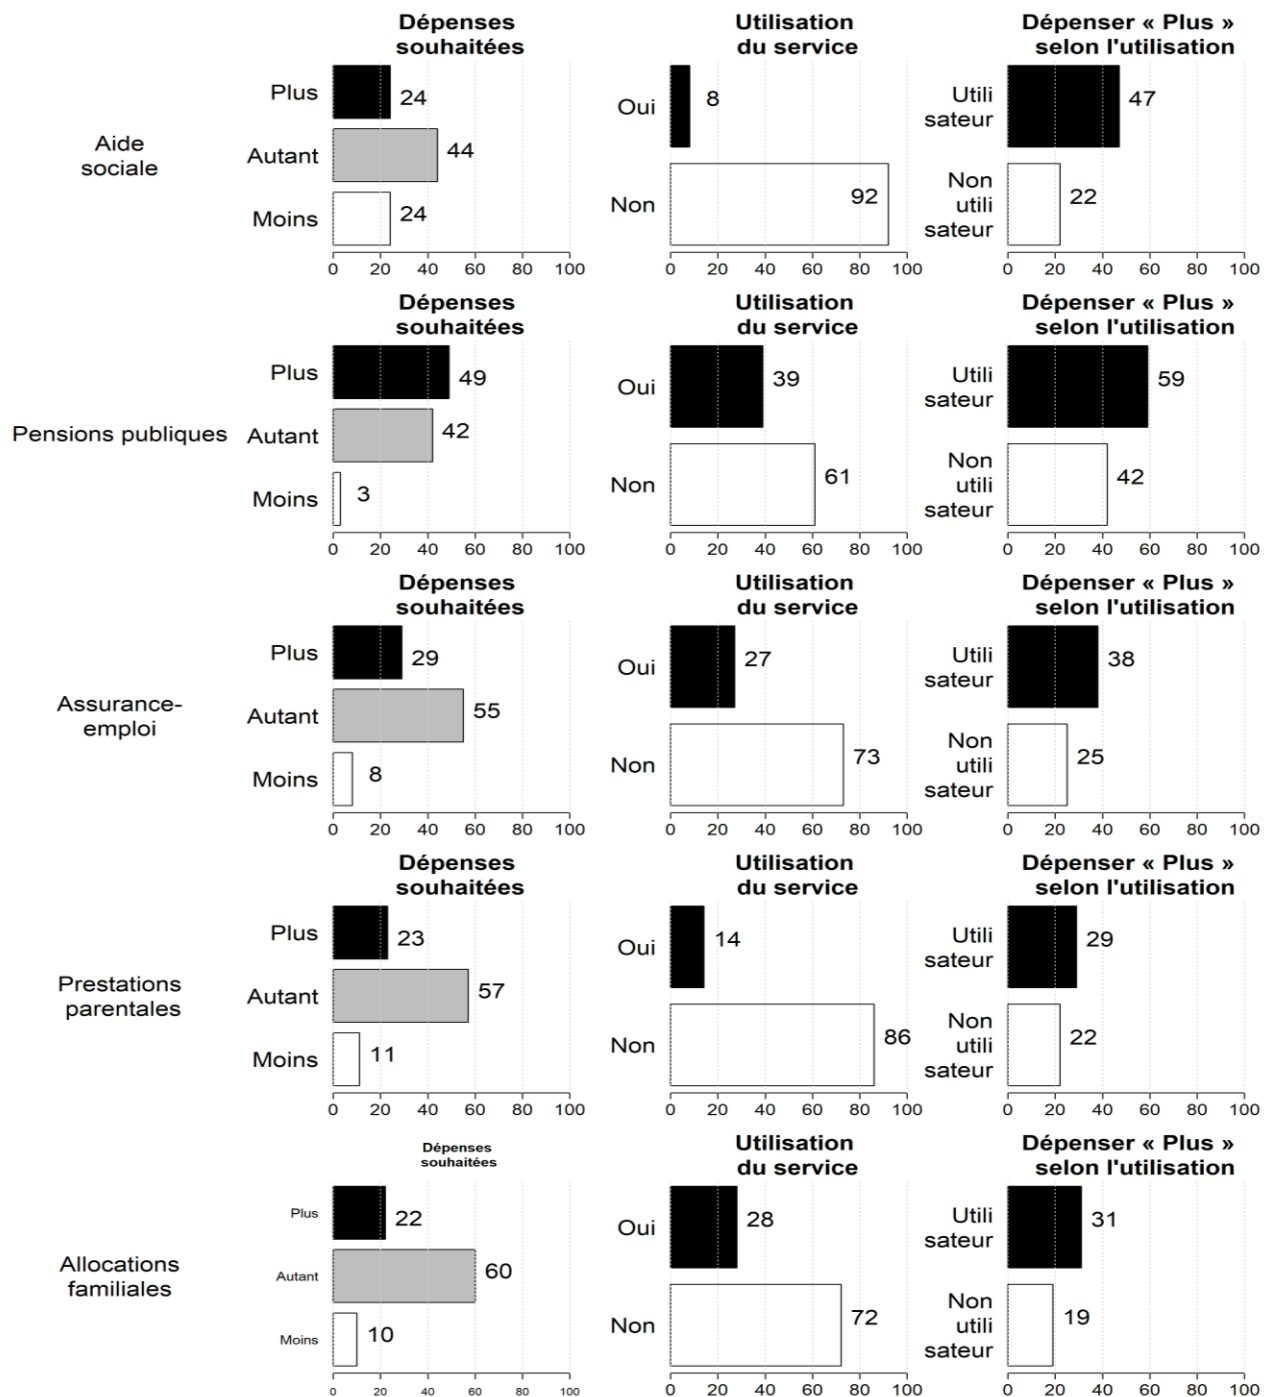 Dépenses
souhaitées
Utilisation
du service
Dépenser « Plus »
selon l'utilisation
Aide
sociale
Plus
24
Autant
44
Moins
24
0 20 40 60 80 100
Oui
8
Non
92
0 20 40 60 80 100
Utili
sateur
47
Non
utili
sateur
22
0 20 40 60 80 100
Dépenses
souhaitées
Utilisation
du service
Dépenser « Plus »
selon l'utilisation
Pensions publiques
Plus
49
Autant
42
Moins
3
0 20 40 60 80 100
Oui
39
Non
61
0 20 40 60 80 100
Utili
sateur
59
Non
utili
sateur
42
0 20 40 60 80 100
Dépenses
souhaitées
Utilisation
du service
Dépenser « Plus »
selon l'utilisation
Assurance-
emploi
Plus
29
Autant
55
Moins
8
0 20 40 60 80 100
Oui
27
Non
73
0 20 40 60 80 100
Utili
sateur
38
Non
utili
sateur
25
0 20 40 60 80 100
Dépenses
souhaitées
Utilisation
du service
Dépenser « Plus »
selon l'utilisation
Prestations
parentales
Plus
23
Autant
57
Moins
11
0 20 40 60 80 100
Oui
14
Non
86
0 20 40 60 80 100
Utili
sateur
29
Non
utili
sateur
22
0 20 40 60 80 100
Dépenses
souhaitées
Utilisation
du service
Dépenser « Plus »
selon l'utilisation
Allocations
familiales
Plus
22
Autant
60
Moins
10
0 20 40 60 80 100
Oui
28
Non
72
0 20 40 60 80 100
Utili
sateur
31
Non
utili
sateur
19
0 20 40 60 80 100